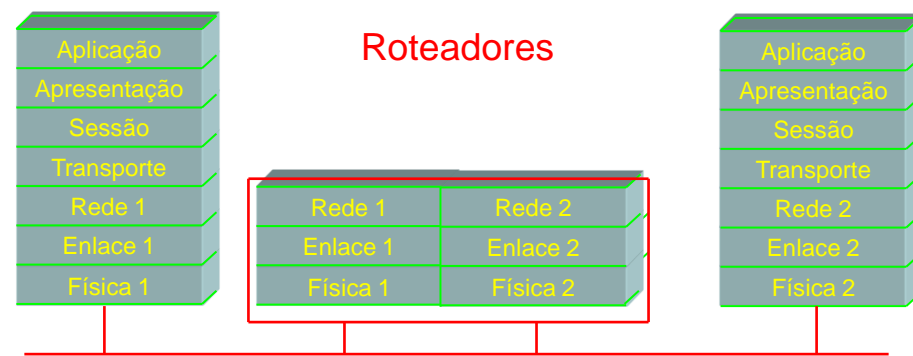 Roteadores
Aplicação
Apresentação
Sessão
Transporte
Rede 1
Enlace 1
Física 1
Rede 1 Rede 2
Enlace 1 Enlace 2
Física 1 Física 2
Aplicação
Apresentação
Sessão
Transporte
Rede 2
Enlace 2
Física 2